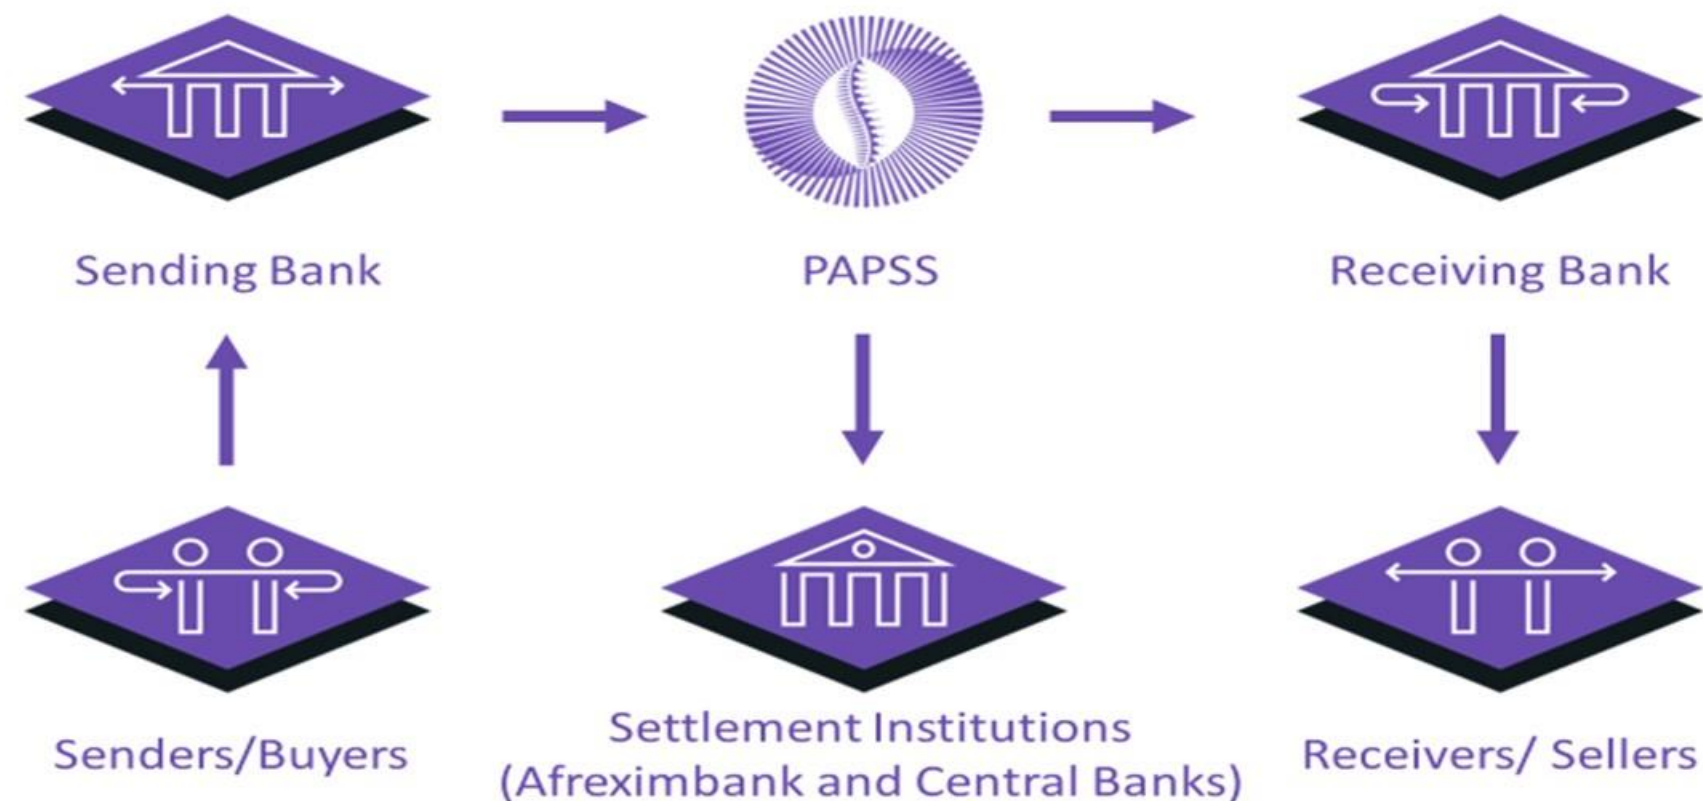 Sending Bank
PAPSS
Receiving Bank
Senders/Buyers
Settlement Institutions
(Afreximbank and Central Banks)
Receivers/ Sellers